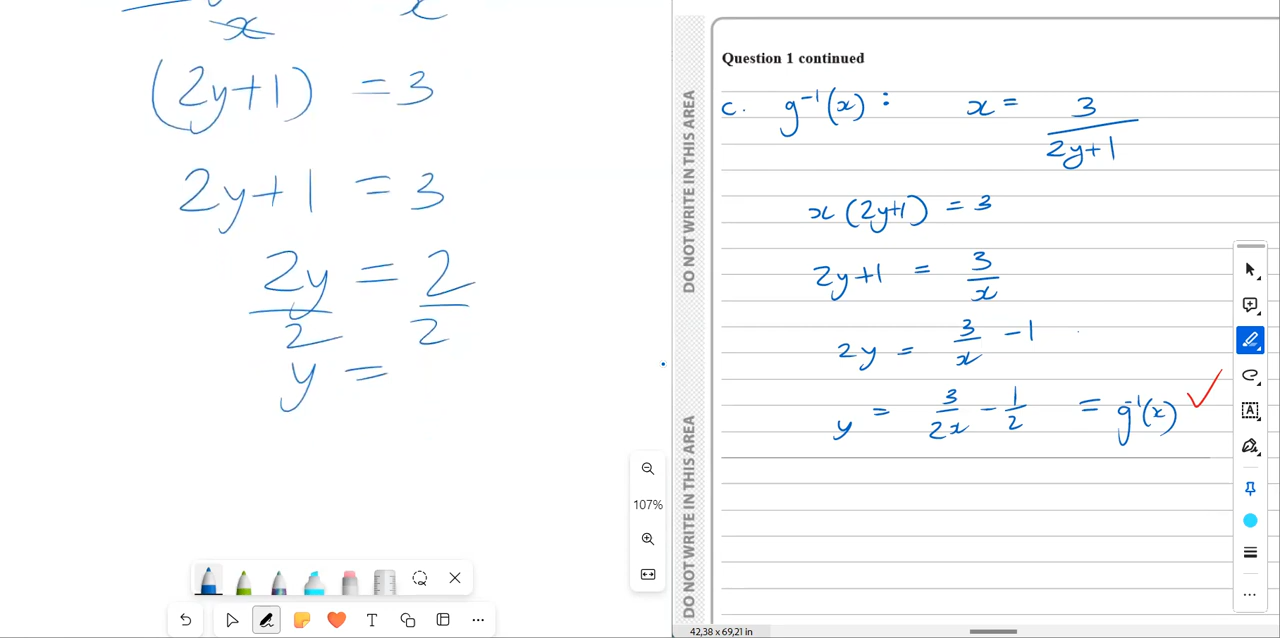 x x
(2y+1) = 3
2y+1 = 3
2y = 2
2 2
y =
107%
T
DO NOT WRITE IN THIS AREA
DO NOT WRITE IN THIS AREA
Question 1 continued
c. g⁻¹(x) : x = 3/(2y+1)
x(2y+1) = 3
2y+1 = 3/x
2y = 3/x - 1
y = 3/2x - 1/2 = g⁻¹(x) ✓
A
42,38 x 69,21 in